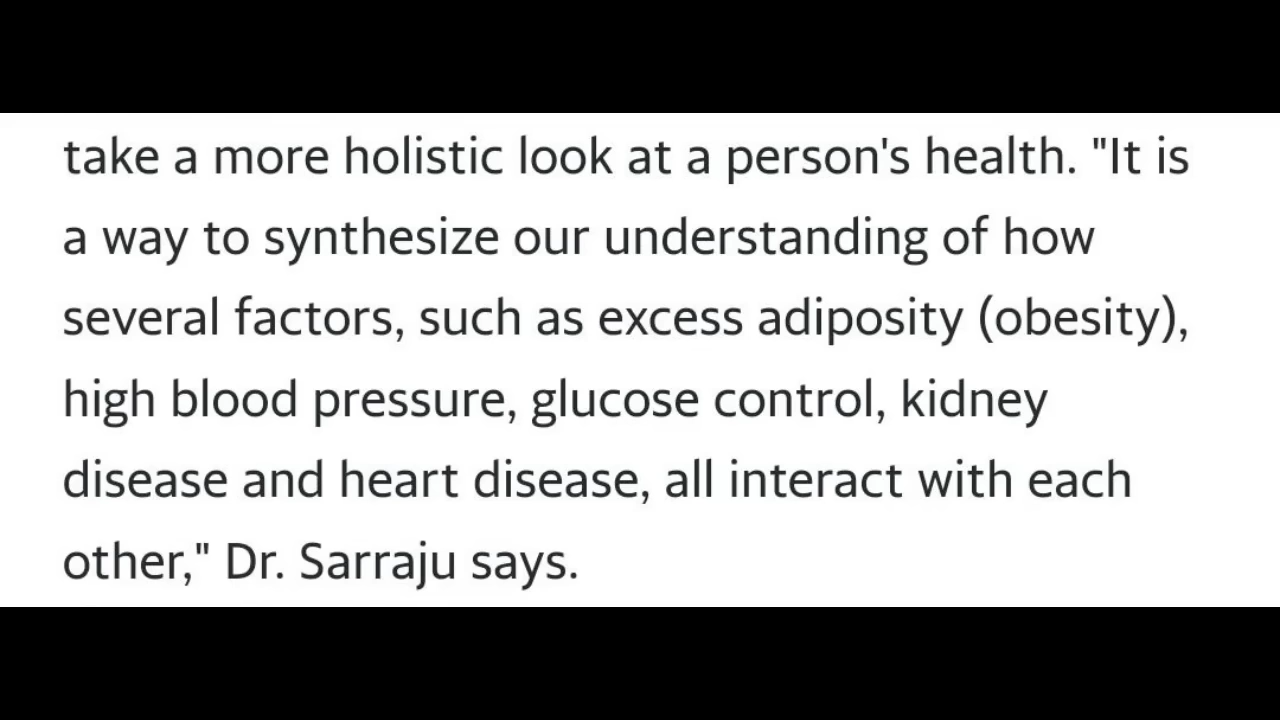 take a more holistic look at a person's health. "It is
a way to synthesize our understanding of how
several factors, such as excess adiposity (obesity),
high blood pressure, glucose control, kidney
disease and heart disease, all interact with each
other," Dr. Sarraju says.